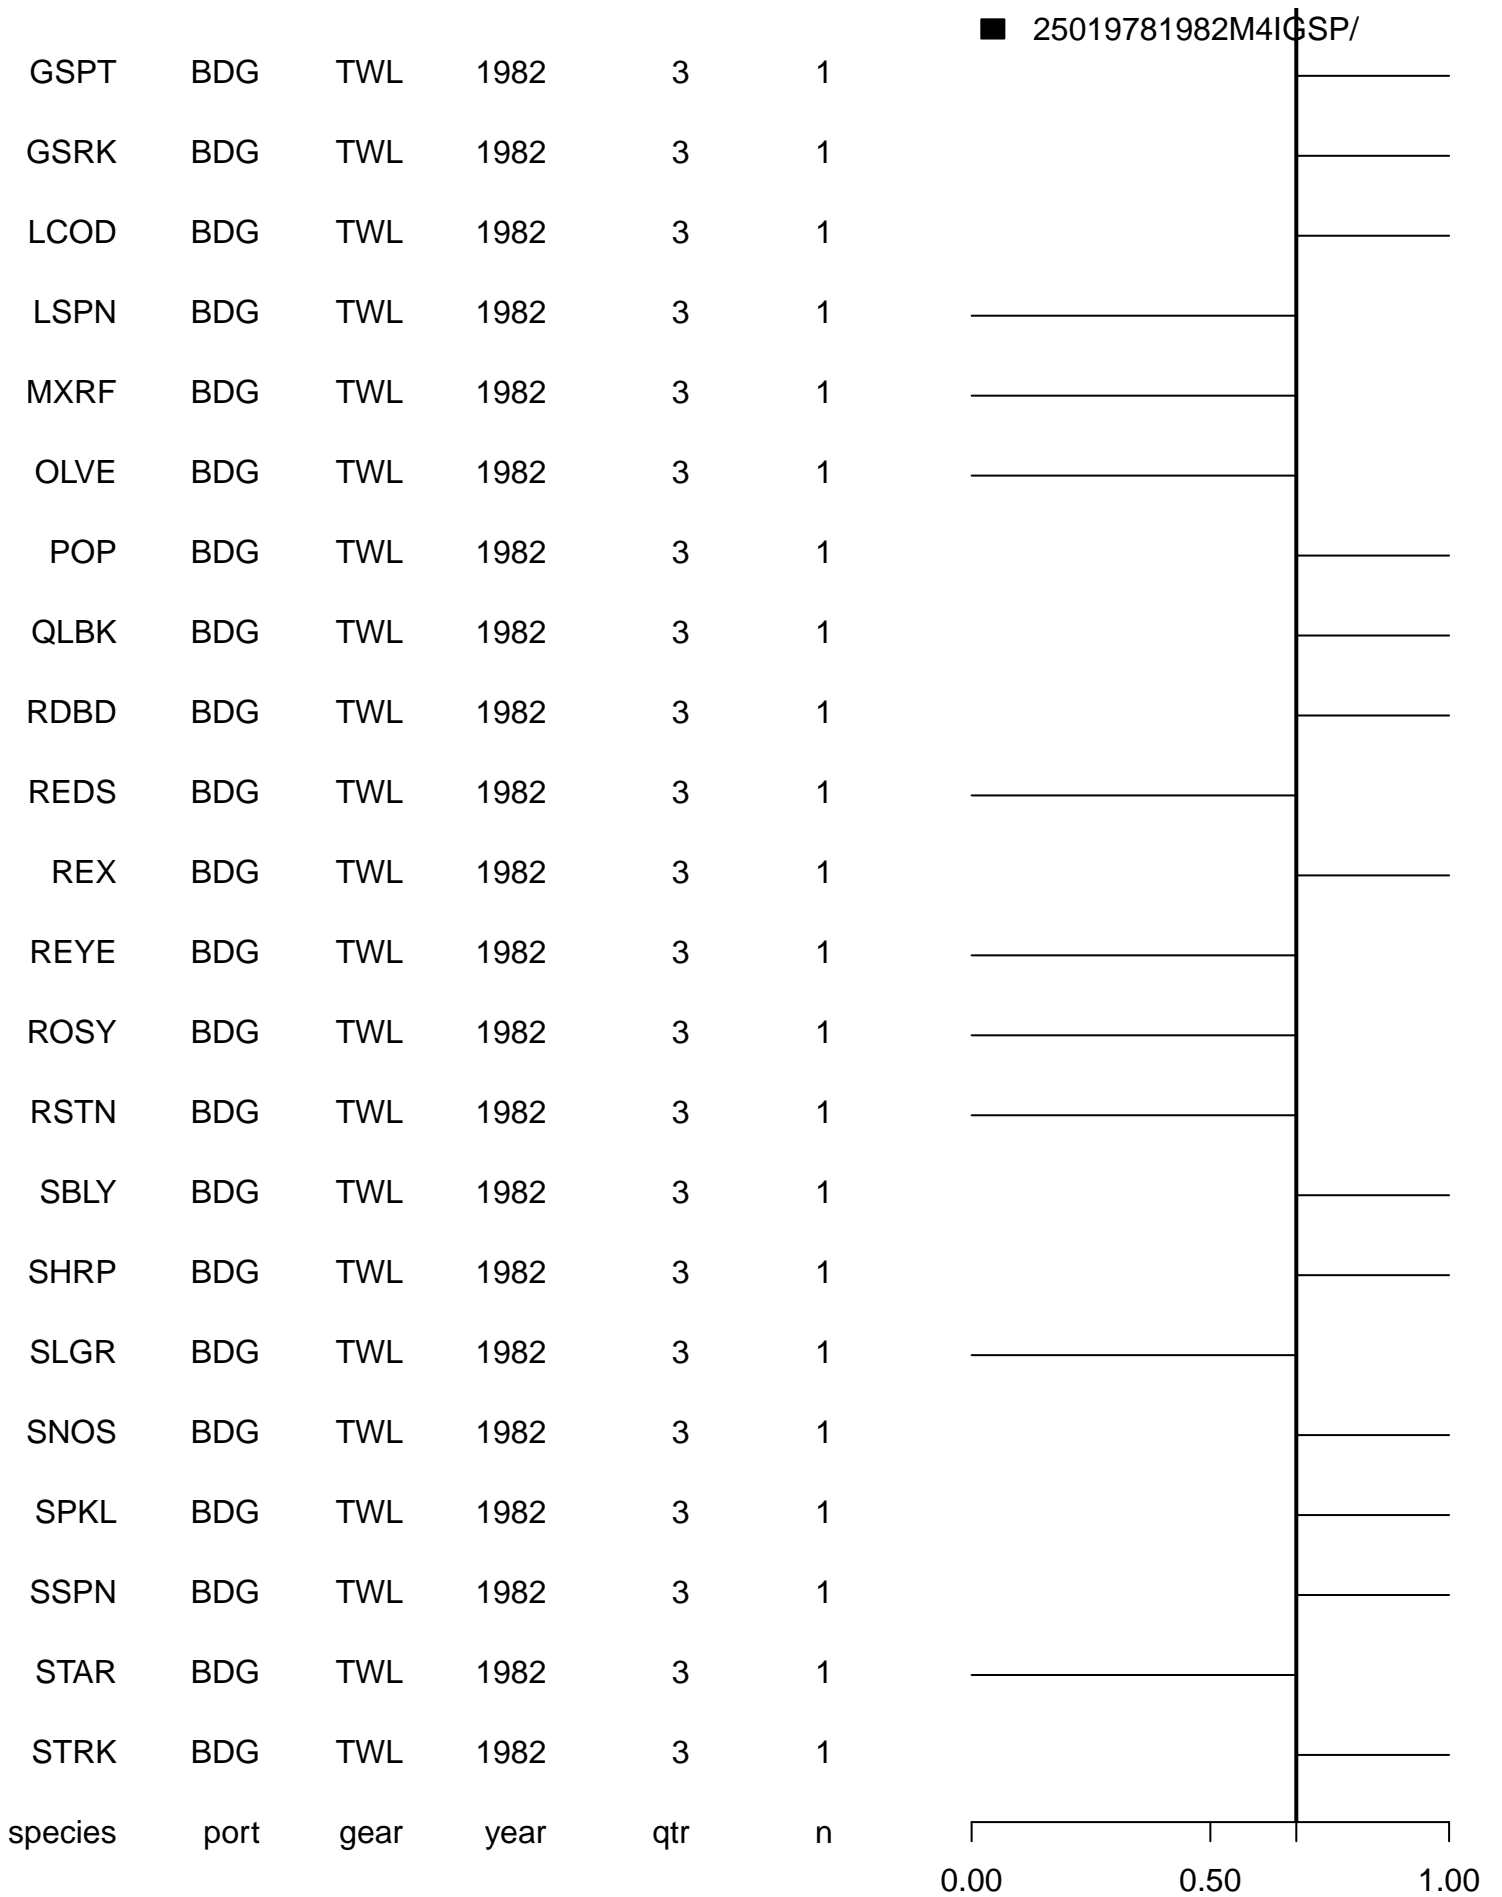 25019781982M4IGSP/
GSPT BDG TWL 1982 3 1
GSRK BDG TWL 1982 3 1
LCOD BDG TWL 1982 3 1
LSPN BDG TWL 1982 3 1
MXRF BDG TWL 1982 3 1
OLVE BDG TWL 1982 3 1
POP BDG TWL 1982 3 1
QLBK BDG TWL 1982 3 1
RDBD BDG TWL 1982 3 1
REDS BDG TWL 1982 3 1
REX BDG TWL 1982 3 1
REYE BDG TWL 1982 3 1
ROSY BDG TWL 1982 3 1
RSTN BDG TWL 1982 3 1
SBLY BDG TWL 1982 3 1
SHRP BDG TWL 1982 3 1
SLGR BDG TWL 1982 3 1
SNOS BDG TWL 1982 3 1
SPKL BDG TWL 1982 3 1
SSPN BDG TWL 1982 3 1
STAR BDG TWL 1982 3 1
STRK BDG TWL 1982 3 1
species port gear year qtr n
0.00 0.50 1.00